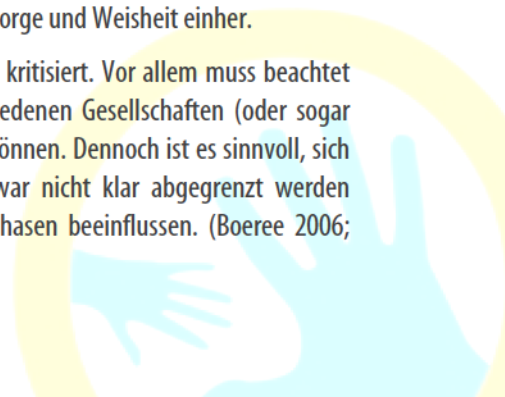 orge und Weisheit einher.
kritisiert. Vor allem muss beachtet
edenen Gesellschaften (oder sogar
önnen. Dennoch ist es sinnvoll, sich
war nicht klar abgegrenzt werden
hasen beeinflussen. (Boeree 2006;